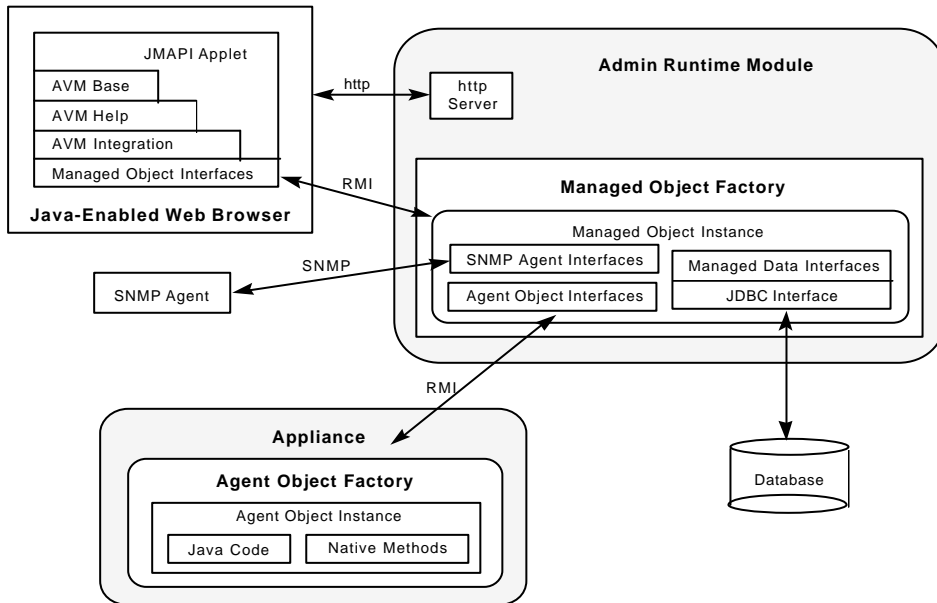 JMAPI Applet
AVM Base
AVM Help
AVM Integration
Managed Object Interfaces
Java-Enabled Web Browser
http
Admin Runtime Module
http
Server
RMI
Managed Object Factory
Managed Object Instance
SNMP Agent Interfaces
Managed Data Interfaces
Agent Object Interfaces
JDBC Interface
SNMP
SNMP Agent
RMI
Appliance
Agent Object Factory
Agent Object Instance
Java Code
Native Methods
Database